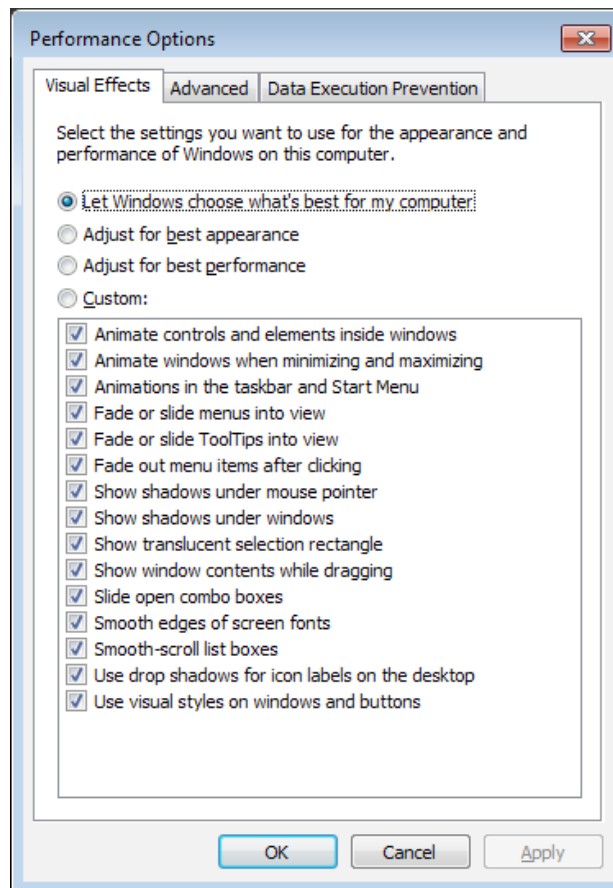 Performance Options
Visual Effects
Advanced
Data Execution Prevention
Select the settings you want to use for the appearance and
performance of Windows on this computer.
Let Windows choose what's best for my computer
Adjust for best appearance
Adjust for best performance
Custom:
Animate controls and elements inside windows
Animate windows when minimizing and maximizing
Animations in the taskbar and Start Menu
Fade or slide menus into view
Fade or slide ToolTips into view
Fade out menu items after clicking
Show shadows under mouse pointer
Show shadows under windows
Show translucent selection rectangle
Show window contents while dragging
Slide open combo boxes
Smooth edges of screen fonts
Smooth-scroll list boxes
Use drop shadows for icon labels on the desktop
Use visual styles on windows and buttons
OK
Cancel
Apply